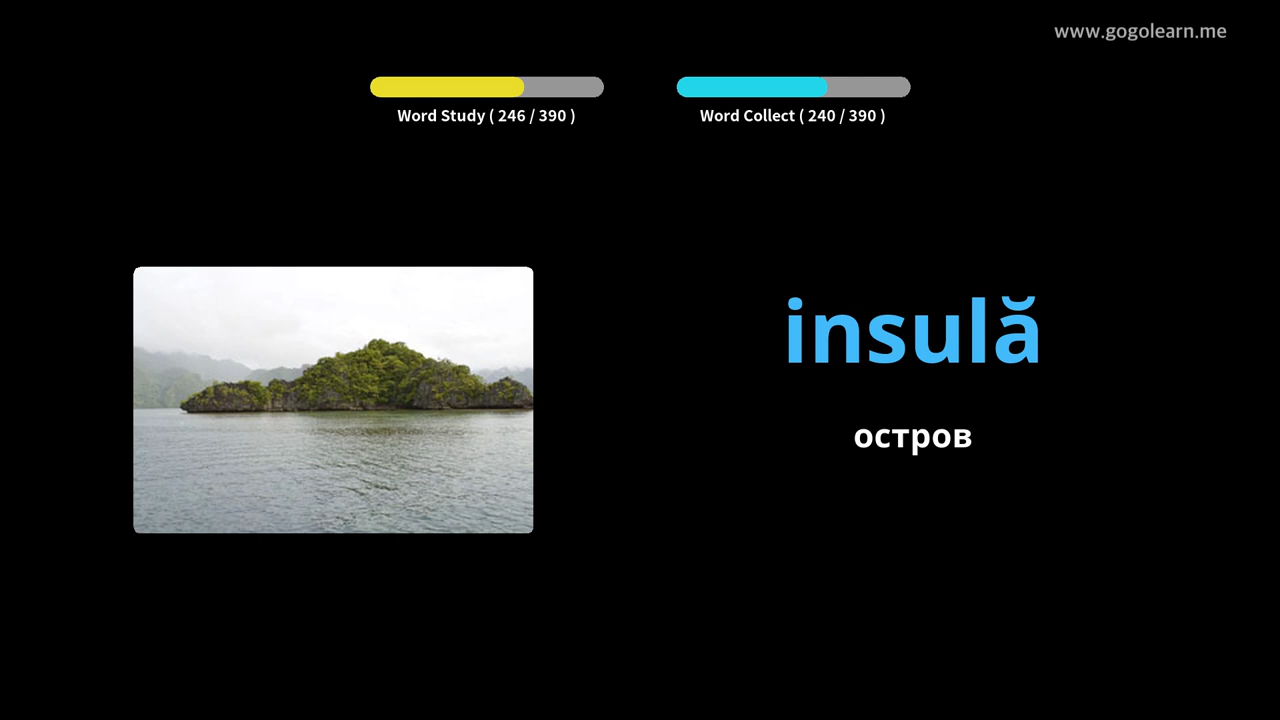 www.gogolearn.me
Word Study ( 246 / 390 )
Word Collect ( 240 / 390 )
insulă
остров